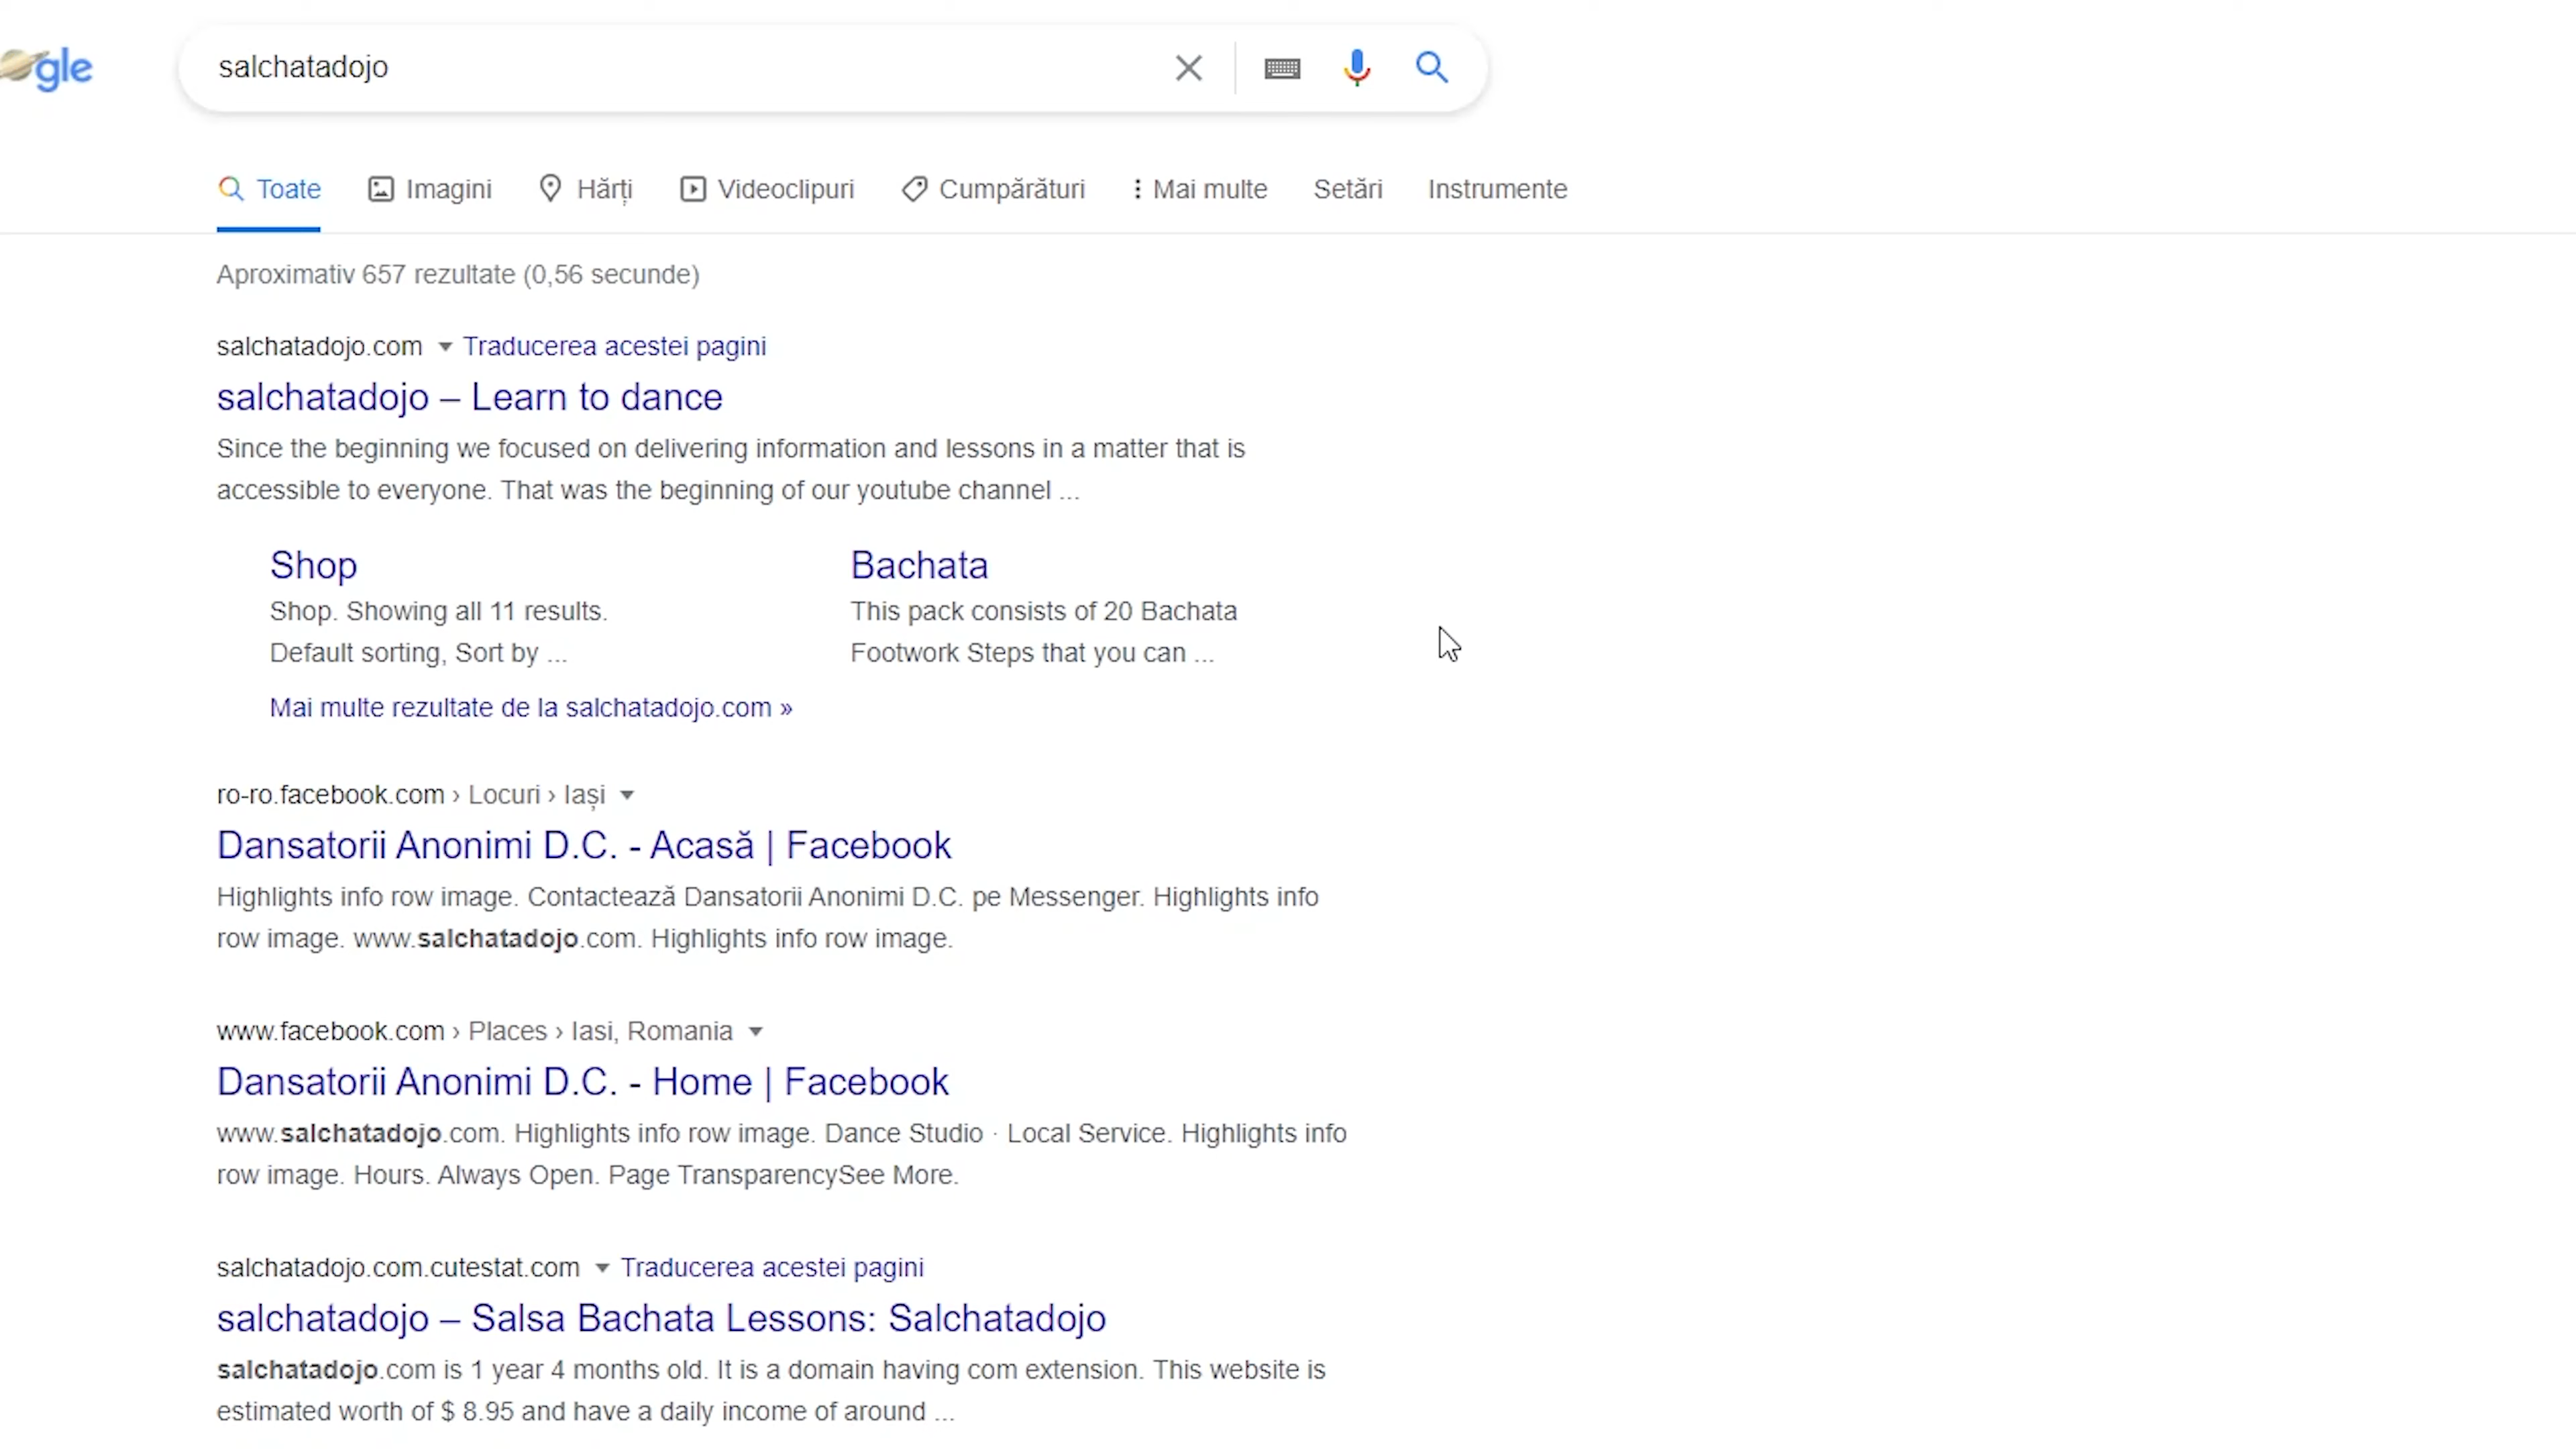 gle
salchatadojo
Toate Imagini Hărți Videoclipuri Cumpărături Mai multe Setări Instrumente
Aproximativ 657 rezultate (0,56 secunde)
salchatadojo.com Traducerea acestei pagini
salchatadojo – Learn to dance
Since the beginning we focused on delivering information and lessons in a matter that is
accessible to everyone. That was the beginning of our youtube channel ...
Shop
Shop. Showing all 11 results.
Default sorting, Sort by ...
Bachata
This pack consists of 20 Bachata
Footwork Steps that you can ...
Mai multe rezultate de la salchatadojo.com »
ro-ro.facebook.com › Locuri › Iași
Dansatorii Anonimi D.C. - Acasă | Facebook
Highlights info row image. Contactează Dansatorii Anonimi D.C. pe Messenger. Highlights info
row image. www.salchatadojo.com. Highlights info row image.
www.facebook.com › Places › Iasi, Romania
Dansatorii Anonimi D.C. - Home | Facebook
www.salchatadojo.com. Highlights info row image. Dance Studio · Local Service. Highlights info
row image. Hours. Always Open. Page TransparencySee More.
salchatadojo.com.cutestat.com Traducerea acestei pagini
salchatadojo – Salsa Bachata Lessons: Salchatadojo
salchatadojo.com is 1 year 4 months old. It is a domain having com extension. This website is
estimated worth of $ 8.95 and have a daily income of around ...